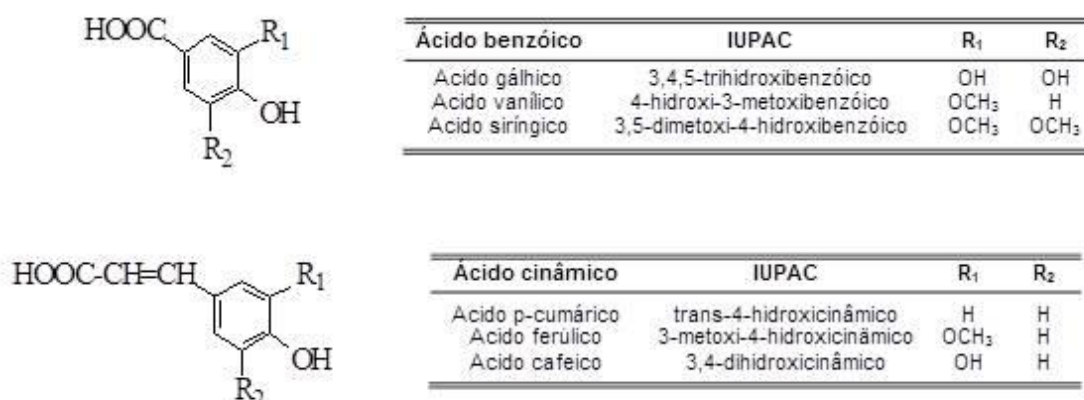 HOOC
R₁
OH
R₂
Ácido benzóico IUPAC R₁ R₂
Acido gálhico 3,4,5-trihidroxibenzóico OH OH
Acido vanílico 4-hidroxi-3-metoxibenzóico OCH₃ H
Acido siríngico 3,5-dimetoxi-4-hidroxibenzóico OCH₃ OCH₃
HOOC-CH=CH
R₁
OH
R₂
Ácido cinâmico IUPAC R₁ R₂
Acido p-cumárico trans-4-hidroxicinâmico H H
Acido ferúlico 3-metoxi-4-hidroxicinâmico OCH₃ H
Acido cafeico 3,4-dihidroxicinâmico OH H